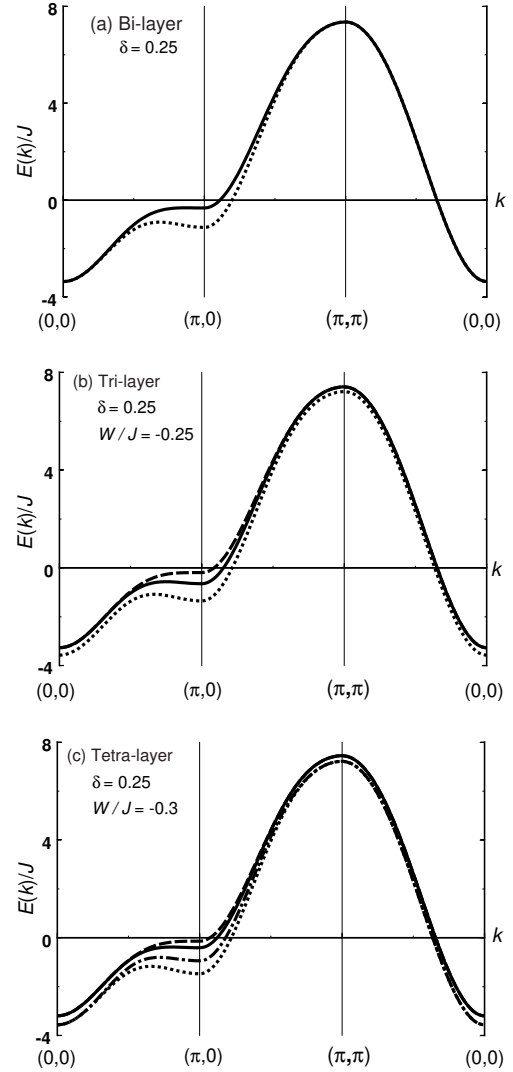 (a) Bi-layer
δ = 0.25
E(k)/J
8
4
0
-4
k
(0,0)
(π,0)
(π,π)
(0,0)
(b) Tri-layer
δ = 0.25
W / J = -0.25
E(k)/J
8
4
0
-4
k
(0,0)
(π,0)
(π,π)
(0,0)
(c) Tetra-layer
δ = 0.25
W / J = -0.3
E(k)/J
8
4
0
-4
k
(0,0)
(π,0)
(π,π)
(0,0)